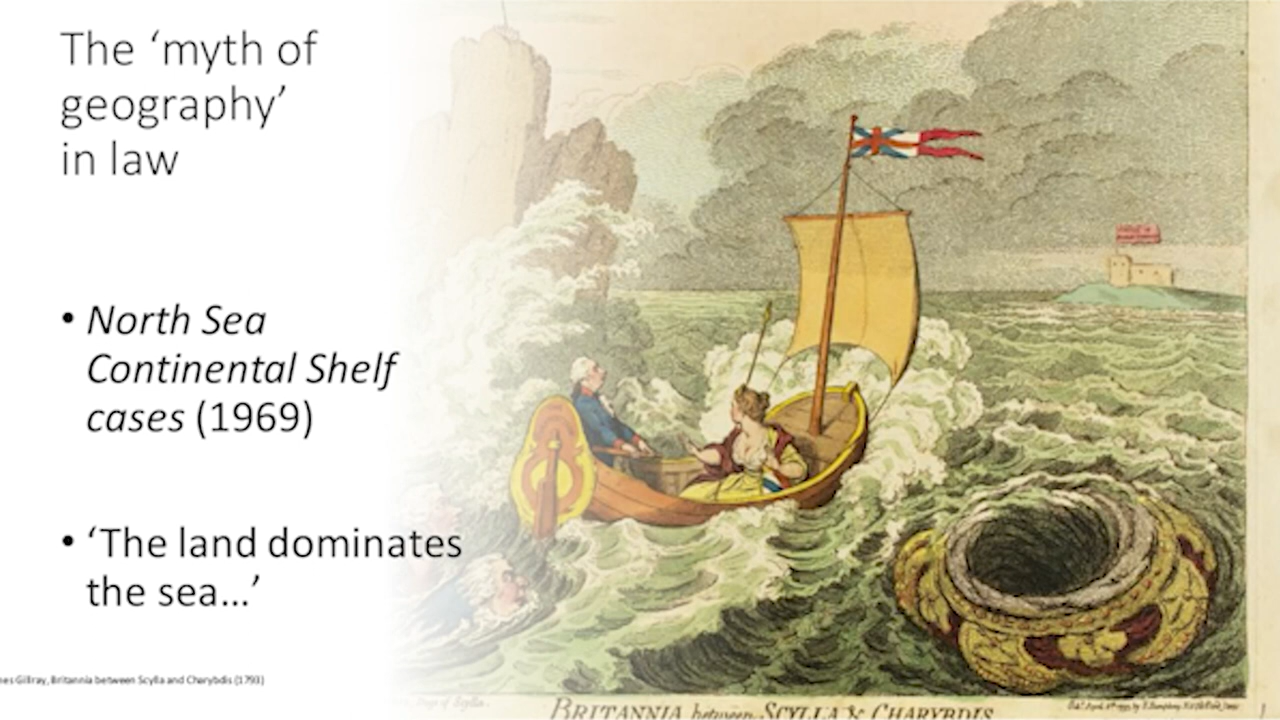 The ‘myth of
geography’
in law
• North Sea
Continental Shelf
cases (1969)
• ‘The land dominates
the sea…’
Gillray, Britannia between Scylla and Charybdis (1793)
BRITANNIA between SCYLLA & CHARYBDIS